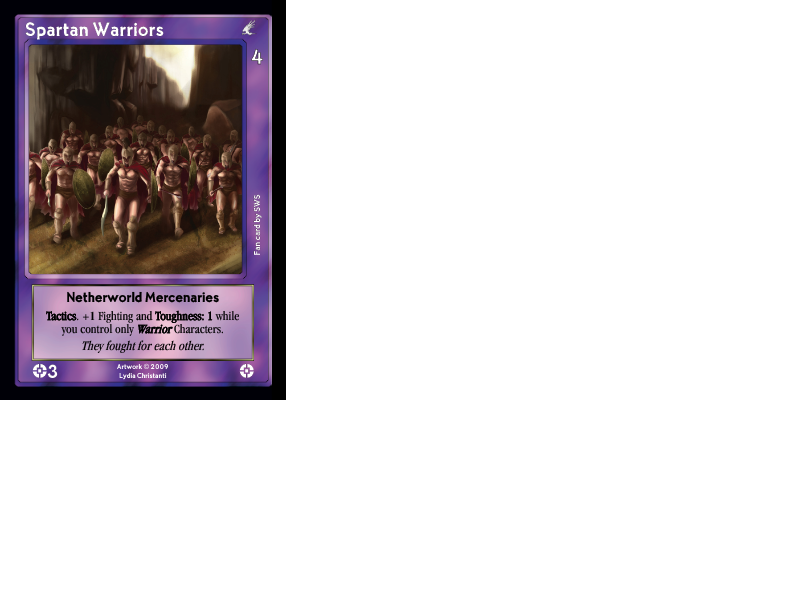 Spartan Warriors
4
Fan card by SWS
Netherworld Mercenaries
Tactics. +1 Fighting and Toughness: 1 while
you control only Warrior Characters.
They fought for each other.
3
Artwork © 2009
Lydia Christanti